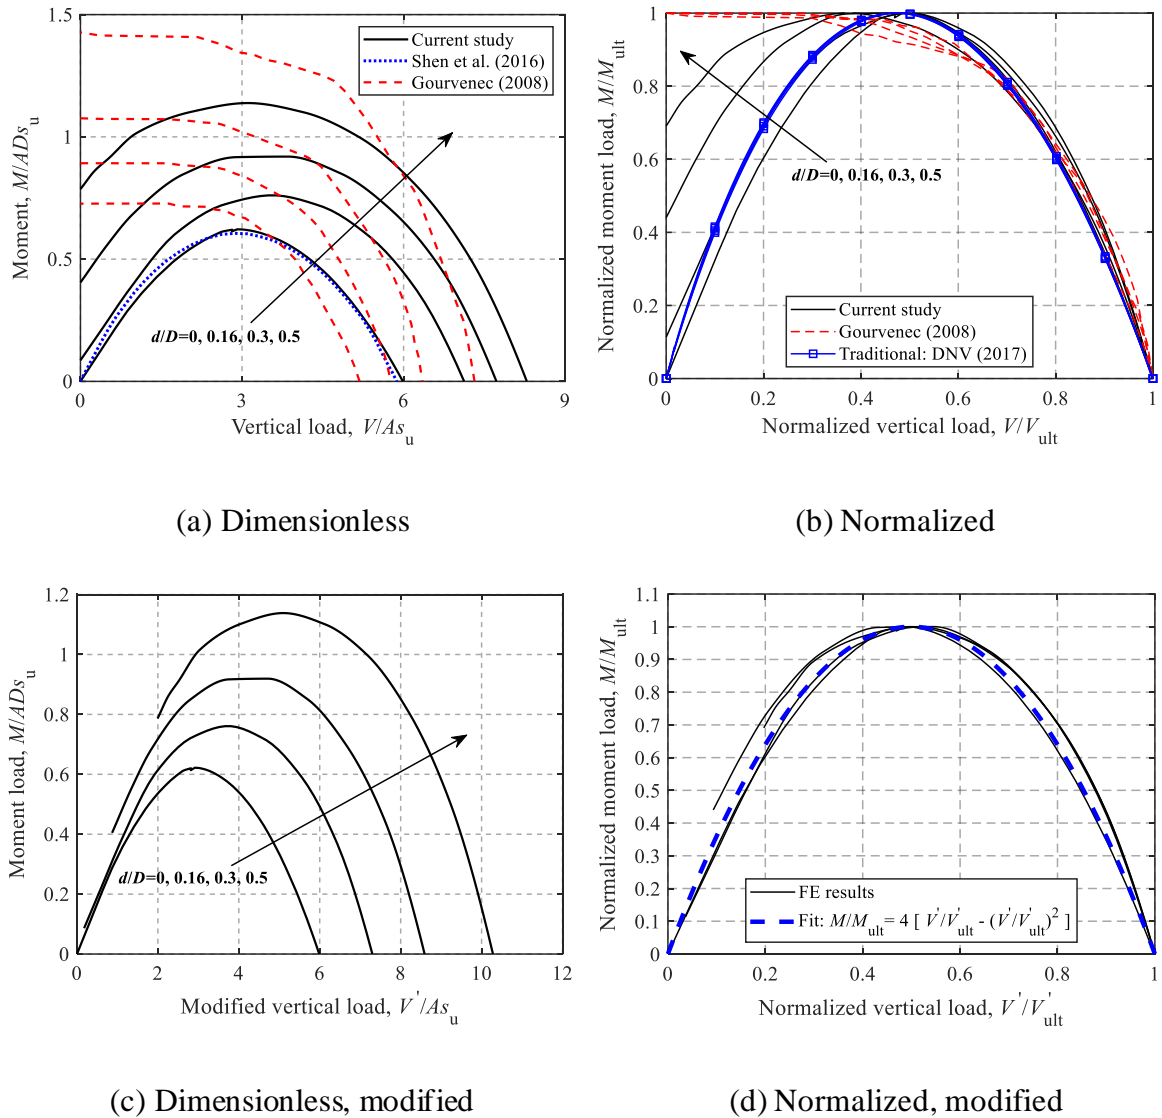 1.5
1
0.5
0
0
3
6
9
Moment, M/ADs_u
Vertical load, V/As_u
Current study
Shen et al. (2016)
Gourvenec (2008)
d/D=0, 0.16, 0.3, 0.5
(a) Dimensionless
1
0.8
0.6
0.4
0.2
0
0
0.2
0.4
0.6
0.8
1
Normalized moment load, M/M_ult
Normalized vertical load, V/V_ult
d/D=0, 0.16, 0.3, 0.5
Current study
Gourvenec (2008)
Traditional: DNV (2017)
(b) Normalized
1.2
1
0.8
0.6
0.4
0.2
0
0
2
4
6
8
10
12
Moment load, M/ADs_u
Modified vertical load, V'/As_u
d/D=0, 0.16, 0.3, 0.5
(c) Dimensionless, modified
1.1
1
0.9
0.8
0.7
0.6
0.5
0.4
0.3
0.2
0.1
0
0
0.2
0.4
0.6
0.8
1
Normalized moment load, M/M_ult
Normalized vertical load, V'/V'_ult
FE results
Fit: M/M_ult= 4 [ V'/V'_ult - (V'/V'_ult)^2 ]
(d) Normalized, modified